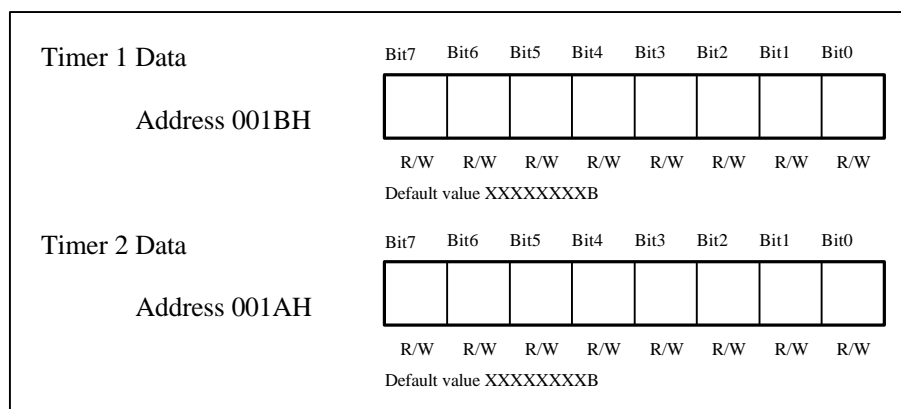 Timer 1 Data
Bit7 Bit6 Bit5 Bit4 Bit3 Bit2 Bit1 Bit0
Address 001BH
R/W R/W R/W R/W R/W R/W R/W R/W
Default value XXXXXXXXB
Timer 2 Data
Bit7 Bit6 Bit5 Bit4 Bit3 Bit2 Bit1 Bit0
Address 001AH
R/W R/W R/W R/W R/W R/W R/W R/W
Default value XXXXXXXXB